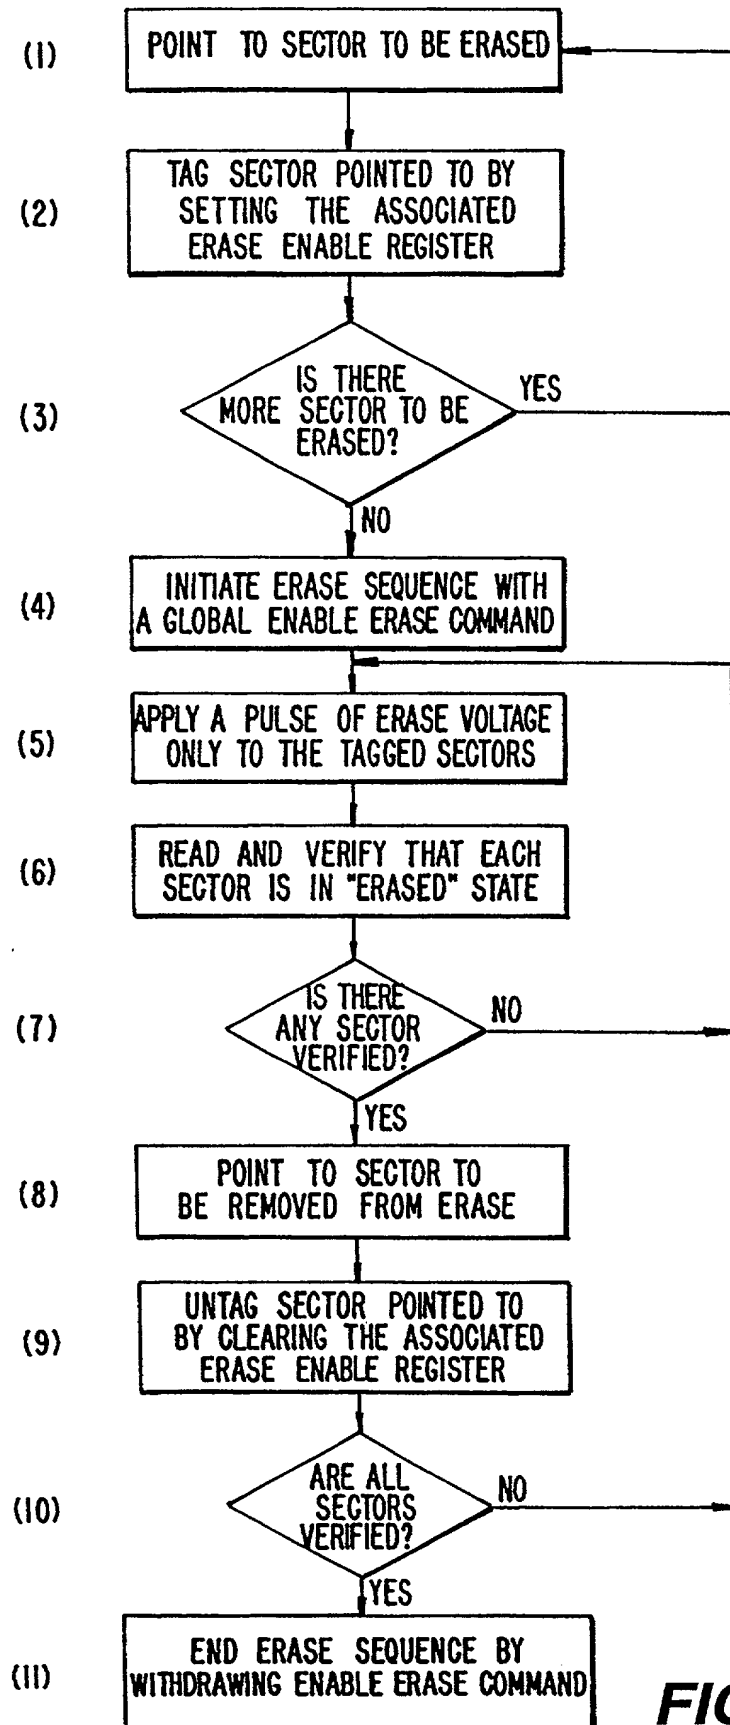 (1)
POINT TO SECTOR TO BE ERASED
(2)
TAG SECTOR POINTED TO BY
SETTING THE ASSOCIATED
ERASE ENABLE REGISTER
(3)
IS THERE
MORE SECTOR TO BE
ERASED?
YES
NO
(4)
INITIATE ERASE SEQUENCE WITH
A GLOBAL ENABLE ERASE COMMAND
(5)
APPLY A PULSE OF ERASE VOLTAGE
ONLY TO THE TAGGED SECTORS
(6)
READ AND VERIFY THAT EACH
SECTOR IS IN "ERASED" STATE
(7)
IS THERE
ANY SECTOR
VERIFIED?
NO
YES
(8)
POINT TO SECTOR TO
BE REMOVED FROM ERASE
(9)
UNTAG SECTOR POINTED TO
BY CLEARING THE ASSOCIATED
ERASE ENABLE REGISTER
(10)
ARE ALL
SECTORS
VERIFIED?
NO
YES
(11)
END ERASE SEQUENCE BY
WITHDRAWING ENABLE ERASE COMMAND